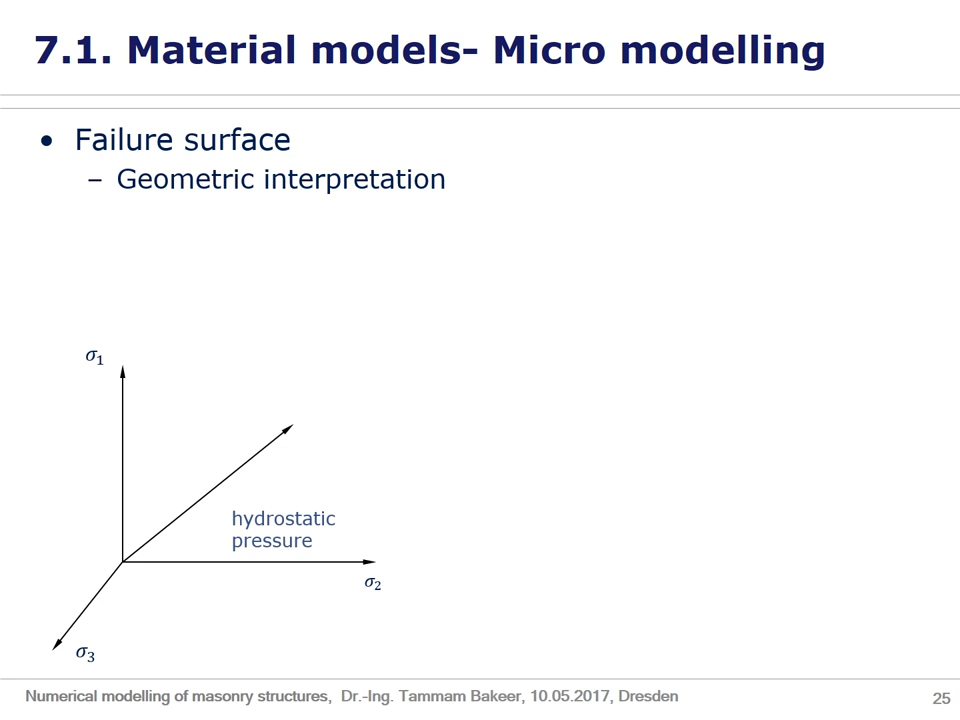 7.1. Material models- Micro modelling
• Failure surface
– Geometric interpretation
σ1
hydrostatic
pressure
σ2
σ3
Numerical modelling of masonry structures, Dr.-Ing. Tammam Bakeer, 10.05.2017, Dresden
25